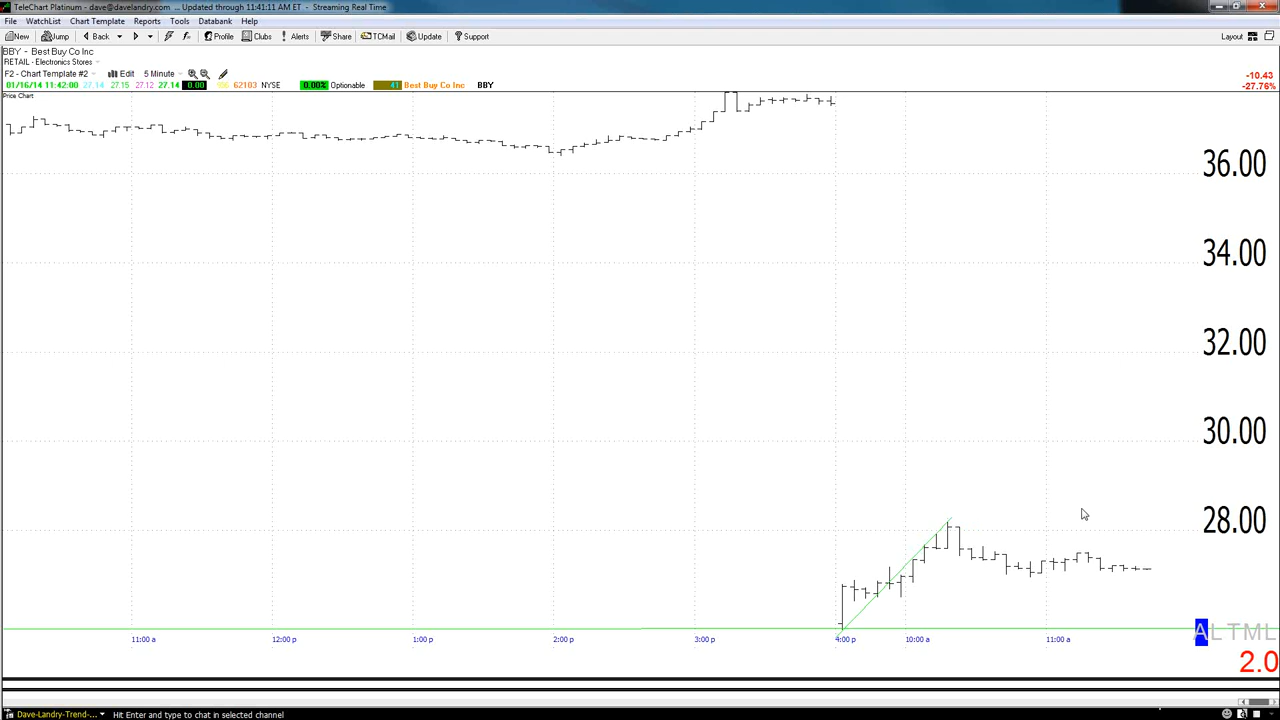 TeleChart Platinum - dave@davelandry.com ... Updated through 11:41:11 AM ET - Streaming Real Time
File WatchList Chart Template Reports Tools Databank Help
New Jump Back Profile Clubs Alerts Share TCMail Update Support Layout
BBY - Best Buy Co Inc
RETAIL - Electronics Stores
F2 - Chart Template #2 Edit 5 Minute -10.43
01/16/14 11:42:00 27.14 27.15 27.12 27.14 0.00 62103 NYSE 0.00% Optionable 41 Best Buy Co Inc BBY -27.76%
Price Chart
36.00
34.00
32.00
30.00
28.00
11:00 a 12:00 p 1:00 p 2:00 p 3:00 p 4:00 p 10:00 a 11:00 a ALTML
2.0
Dave-Landry-Trend-... Hit Enter and type to chat in selected channel